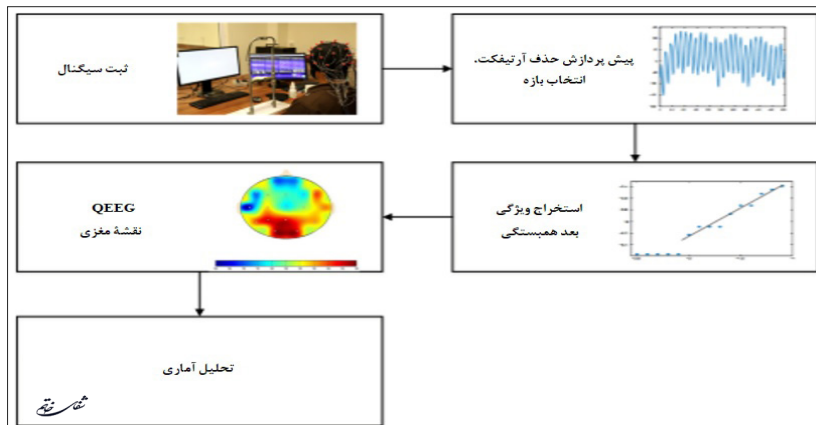 ثبت سیگنال
پیش پردازش حذف آرتیفکت.
انتخاب بازه
استخراج ویژگی
بعد همبستگی
QEEG
نقشهٔ مغزی
تحلیل آماری
شفای خاتم